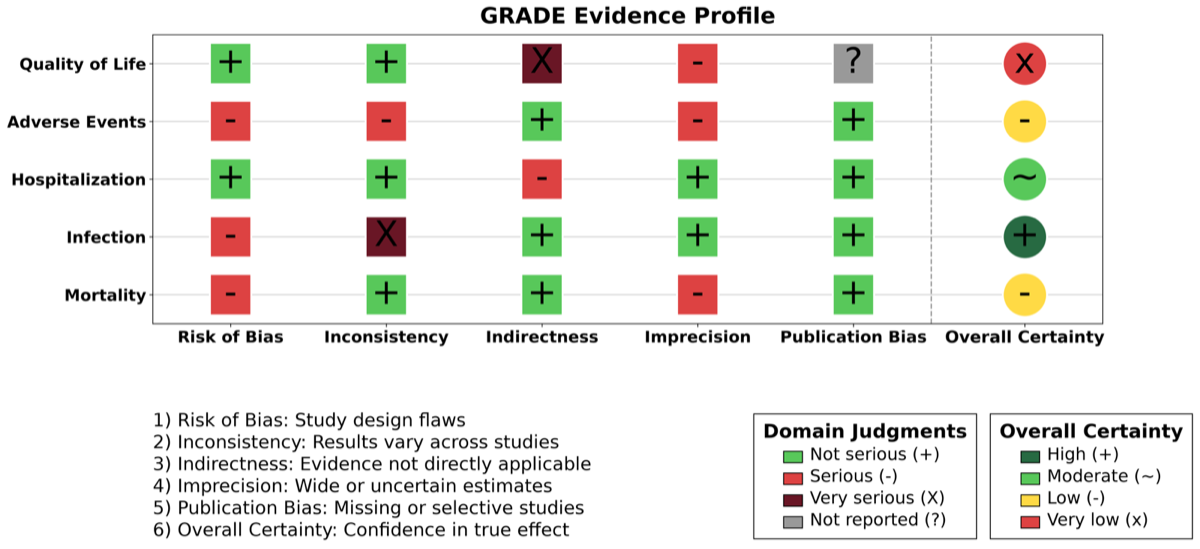 GRADE Evidence Profile
Quality of Life + + X - ? x
Adverse Events - - + - + -
Hospitalization + + - + + ~
Infection - X + + + +
Mortality - + + - + -
Risk of Bias Inconsistency Indirectness Imprecision Publication Bias Overall Certainty
1) Risk of Bias: Study design flaws
2) Inconsistency: Results vary across studies
3) Indirectness: Evidence not directly applicable
4) Imprecision: Wide or uncertain estimates
5) Publication Bias: Missing or selective studies
6) Overall Certainty: Confidence in true effect
Domain Judgments
Not serious (+)
Serious (-)
Very serious (X)
Not reported (?)
Overall Certainty
High (+)
Moderate (~)
Low (-)
Very low (x)